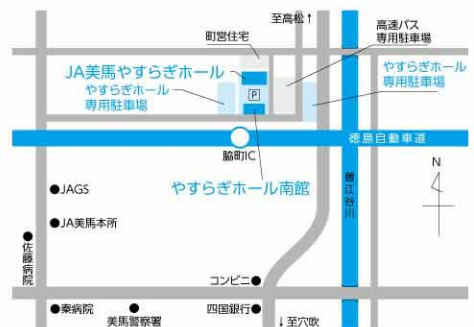 至高松↑
町営住宅
高速バス
専用駐車場
JA美馬やすらぎホール
やすらぎホール
専用駐車場
P
やすらぎホール
専用駐車場
徳島自動車道
脇町IC
やすらぎホール南館
曽江谷川
N
JAGS
JA美馬本所
佐藤病院
コンビニ
秦病院
美馬警察署
四国銀行
↓至穴吹